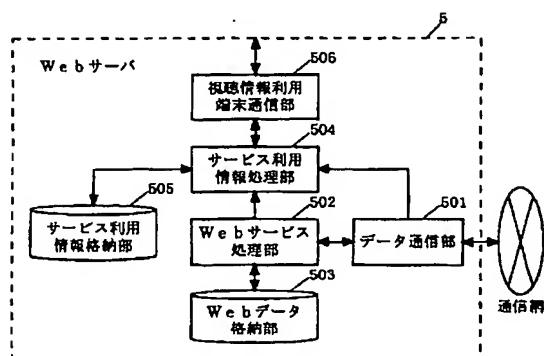 5
Webサーバ
506
視聴情報利用
端末通信部
504
サービス利用
情報処理部
505
サービス利用
情報格納部
502
Webサービス
処理部
501
データ通信部
503
Webデータ
格納部
通信網